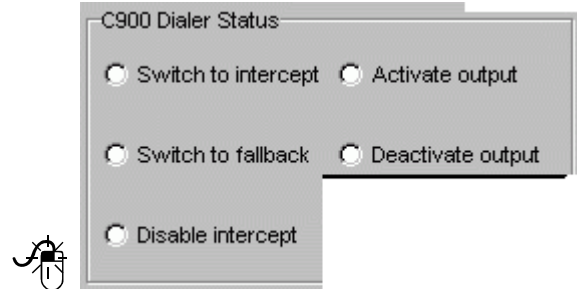 C900 Dialer Status
Switch to intercept Activate output
Switch to fallback Deactivate output
Disable intercept